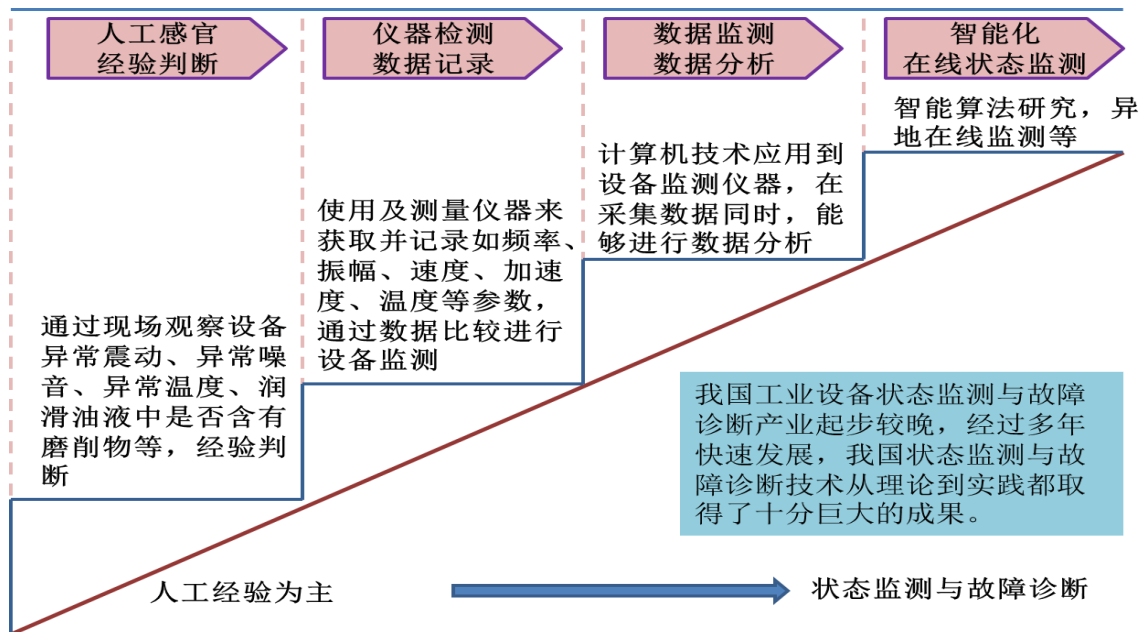 人工感官
经验判断
仪器检测
数据记录
数据监测
数据分析
智能化
在线状态监测
智能算法研究，异
地在线监测等
计算机技术应用到
设备监测仪器，在
采集数据同时，能
够进行数据分析
使用及测量仪器来
获取并记录如频率、
振幅、速度、加速
度、温度等参数，
通过数据比较进行
设备监测
通过现场观察设备
异常震动、异常噪
音、异常温度、润
滑油液中是否含有
磨削物等，经验判
断
我国工业设备状态监测与故障
诊断产业起步较晚，经过多年
快速发展，我国状态监测与故
障诊断技术从理论到实践都取
得了十分巨大的成果。
人工经验为主
状态监测与故障诊断